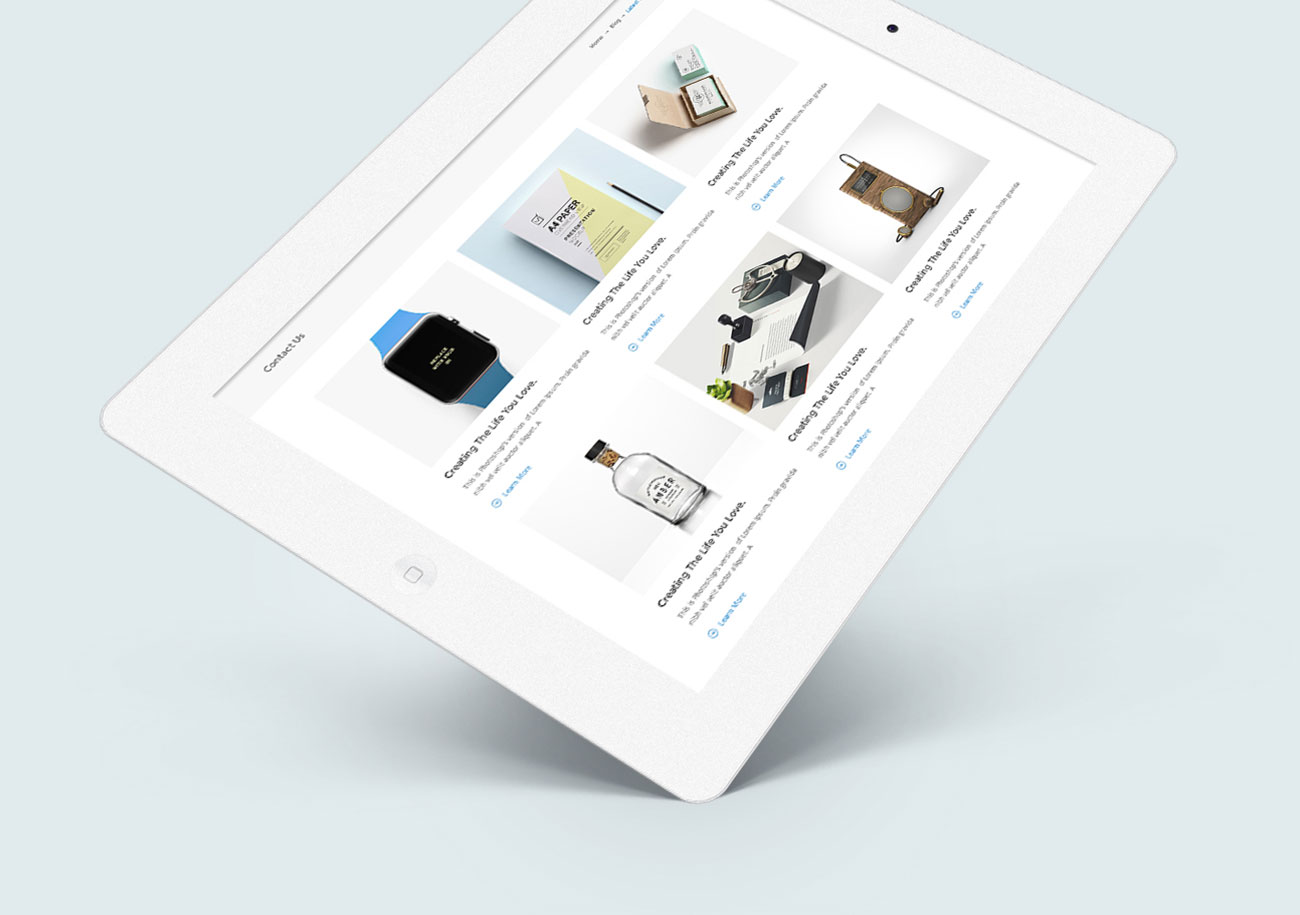 Home → Blog → Latest
Contact Us
REPLACE
WITH YOUR
Creating The Life You Love.
This is Photoshop's version of Lorem Ipsum. Proin gravida
nibh vel velit auctor aliquet. A
Learn More
A4 PAPER
PRESENTATION
Creating The Life You Love.
This is Photoshop's version of Lorem Ipsum. Proin gravida
nibh vel velit auctor aliquet. A
Learn More
Creating The Life You Love.
This is Photoshop's version of Lorem Ipsum. Proin gravida
nibh vel velit auctor aliquet. A
Learn More
AMBER
Creating The Life You Love.
This is Photoshop's version of Lorem Ipsum. Proin gravida
nibh vel velit auctor aliquet. A
Learn More
Creating The Life You Love.
This is Photoshop's version of Lorem Ipsum. Proin gravida
nibh vel velit auctor aliquet. A
Learn More
Creating The Life You Love.
This is Photoshop's version of Lorem Ipsum. Proin gravida
nibh vel velit auctor aliquet. A
Learn More